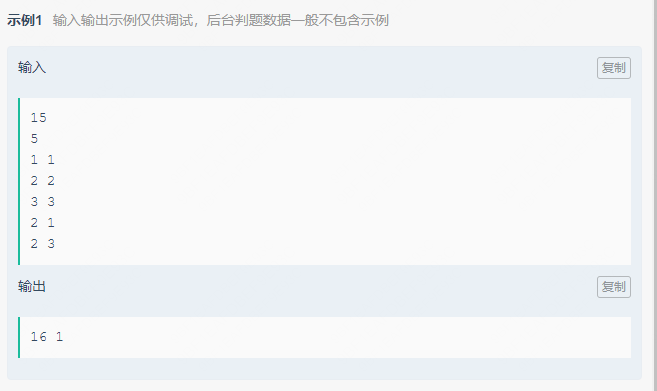 示例1 输入输出示例仅供调试，后台判题数据一般不包含示例
输入
复制
15
5
1 1
2 2
3 3
2 1
2 3
输出
复制
16 1